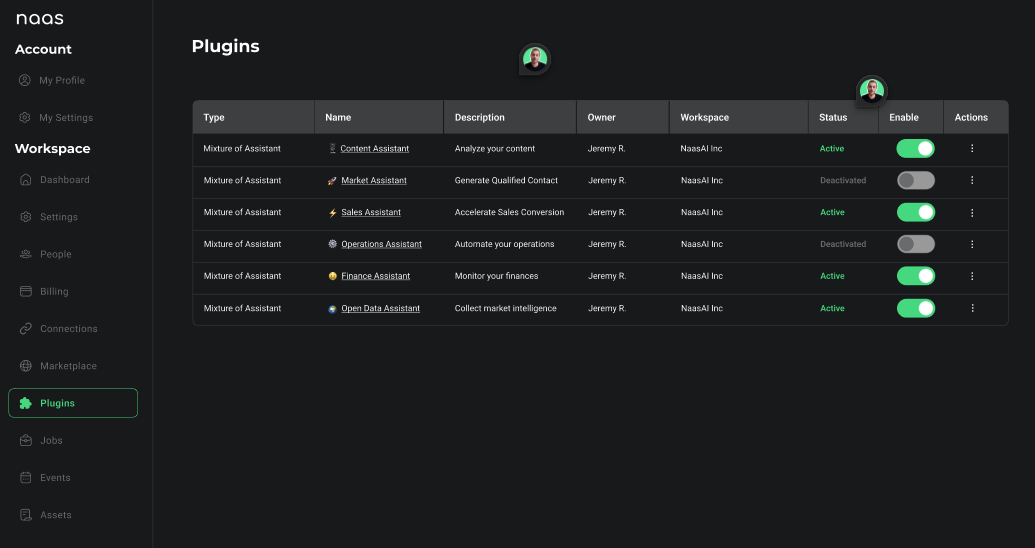 naas
Account
My Profile
My Settings
Workspace
Dashboard
Settings
People
Billing
Connections
Marketplace
Plugins
Jobs
Events
Assets
Plugins
Type Name Description Owner Workspace Status Enable Actions
Mixture of Assistant Content Assistant Analyze your content Jeremy R. NaasAI Inc Active
Mixture of Assistant Market Assistant Generate Qualified Contact Jeremy R. NaasAI Inc Deactivated
Mixture of Assistant Sales Assistant Accelerate Sales Conversion Jeremy R. NaasAI Inc Active
Mixture of Assistant Operations Assistant Automate your operations Jeremy R. NaasAI Inc Deactivated
Mixture of Assistant Finance Assistant Monitor your finances Jeremy R. NaasAI Inc Active
Mixture of Assistant Open Data Assistant Collect market intelligence Jeremy R. NaasAI Inc Active